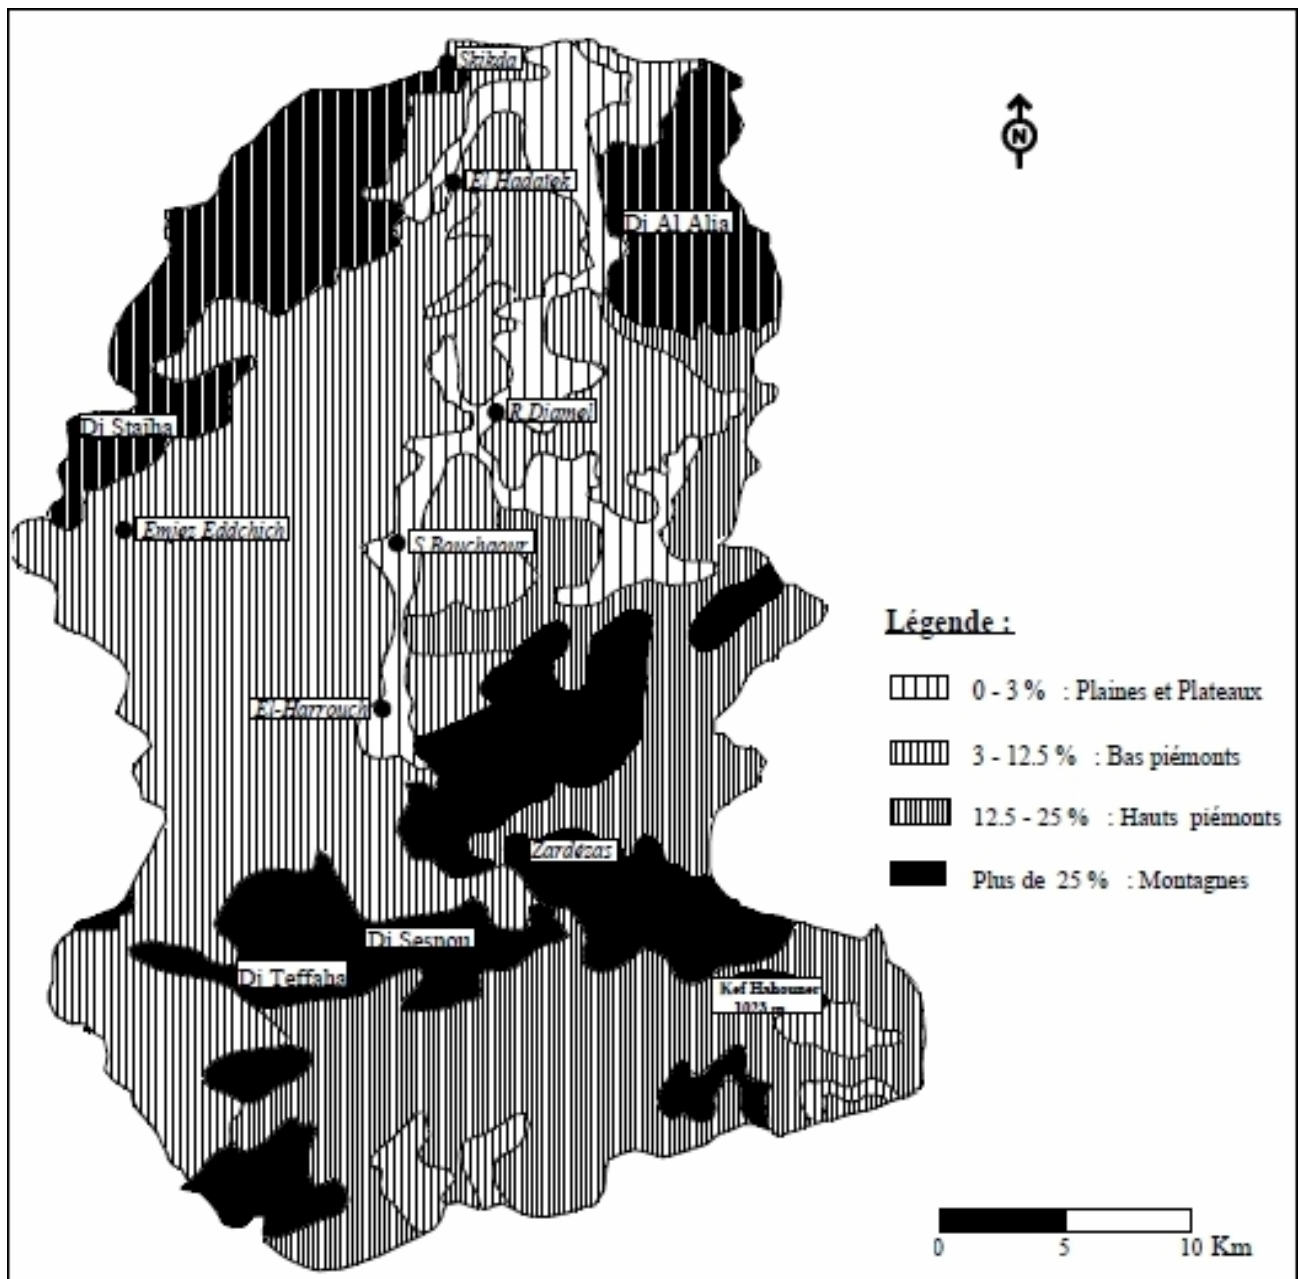 Skikda
N
El Hadaiek
Dj Al Alia
R.Djamel
Dj Staiha
Emjez Eddchich
S.Bouchaour
Légende :
0 - 3 % : Plaines et Plateaux
El-Harrouch
3 - 12.5 % : Bas piémonts
12.5 - 25 % : Hauts piémonts
Zardézas
Plus de 25 % : Montagnes
Dj Sesnou
Dj Teffaha
Kef Hahouner
1023 m
0 5 10 Km